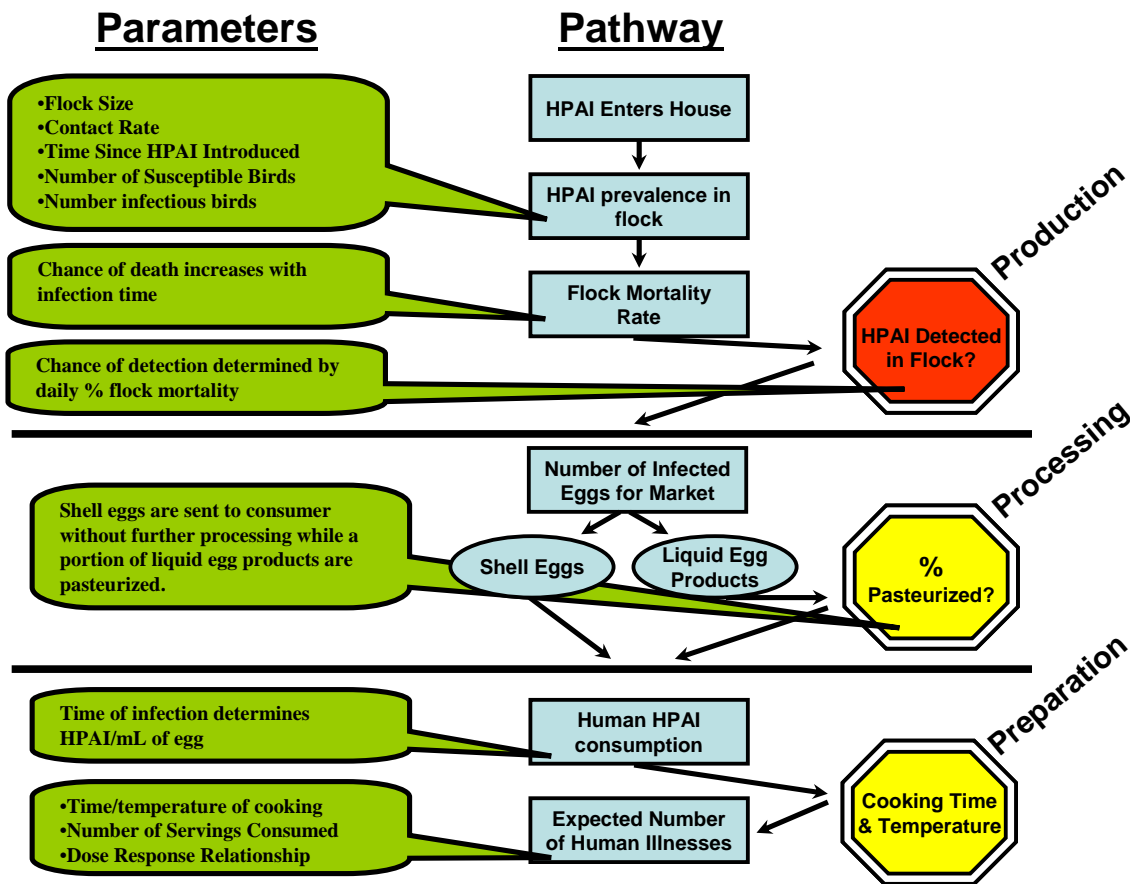 Parameters
Pathway
•Flock Size
•Contact Rate
•Time Since HPAI Introduced
•Number of Susceptible Birds
•Number infectious birds
HPAI Enters House
HPAI prevalence in
flock
Chance of death increases with
infection time
Flock Mortality
Rate
Chance of detection determined by
daily % flock mortality
HPAI Detected
in Flock?
Production
Number of Infected
Eggs for Market
Shell eggs are sent to consumer
without further processing while a
portion of liquid egg products are
pasteurized.
Shell Eggs
Liquid Egg
Products
%
Pasteurized?
Processing
Time of infection determines
HPAI/mL of egg
Human HPAI
consumption
•Time/temperature of cooking
•Number of Servings Consumed
•Dose Response Relationship
Expected Number
of Human Illnesses
Cooking Time
& Temperature
Preparation